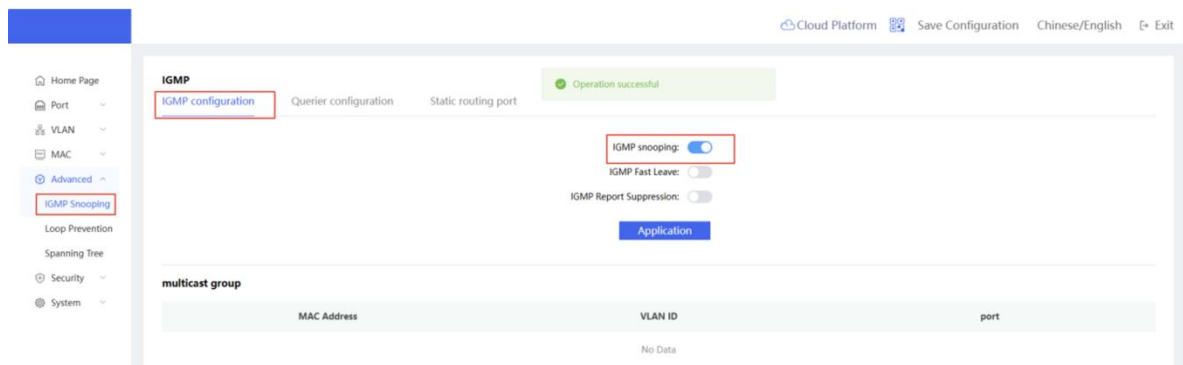 Cloud Platform Save Configuration Chinese/English Exit
Home Page
Port
VLAN
MAC
Advanced
IGMP Snooping
Loop Prevention
Spanning Tree
Security
System
IGMP
Operation successful
IGMP configuration Querier configuration Static routing port
IGMP snooping:
IGMP Fast Leave:
IGMP Report Suppression:
Application
multicast group
MAC Address VLAN ID port
No Data